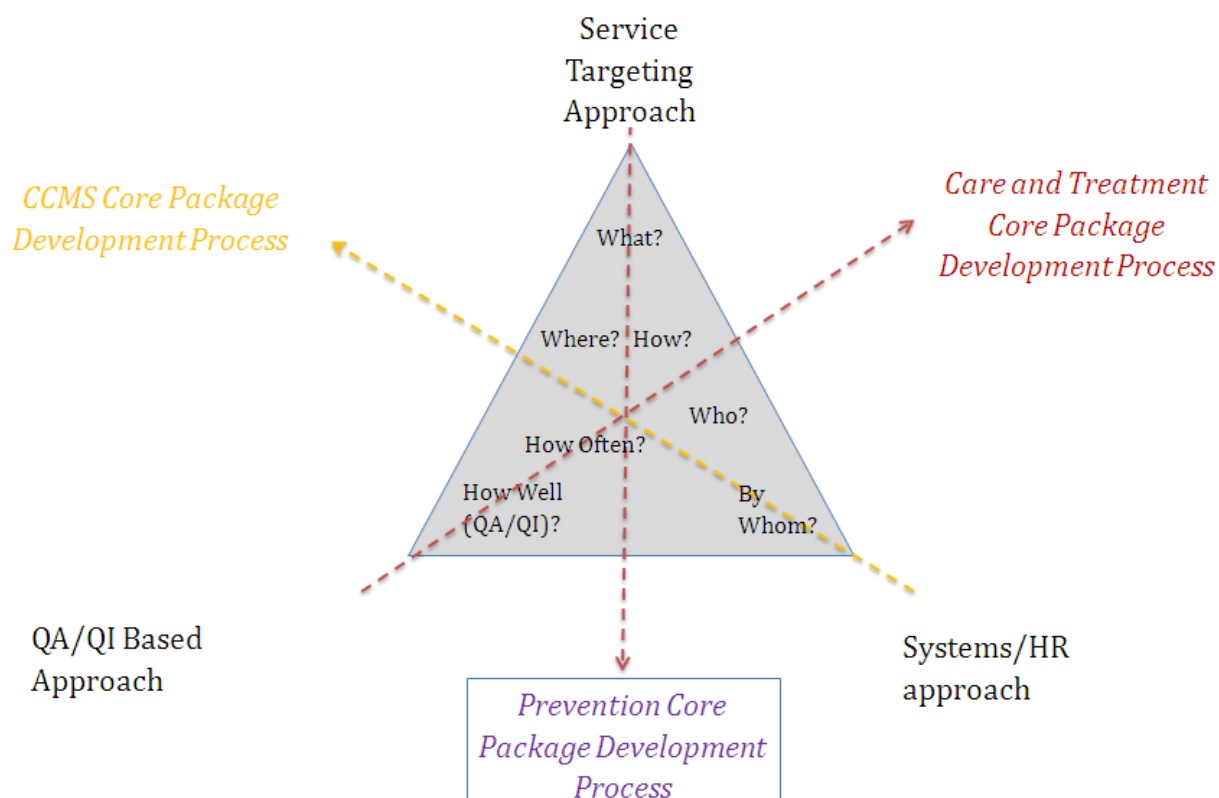 Service
Targeting
Approach
CCMS Core Package
Development Process
Care and Treatment
Core Package
Development Process
What?
Where?
How?
Who?
How Often?
How Well
(QA/QI)?
By
Whom?
QA/QI Based
Approach
Systems/HR
approach
Prevention Core
Package Development
Process